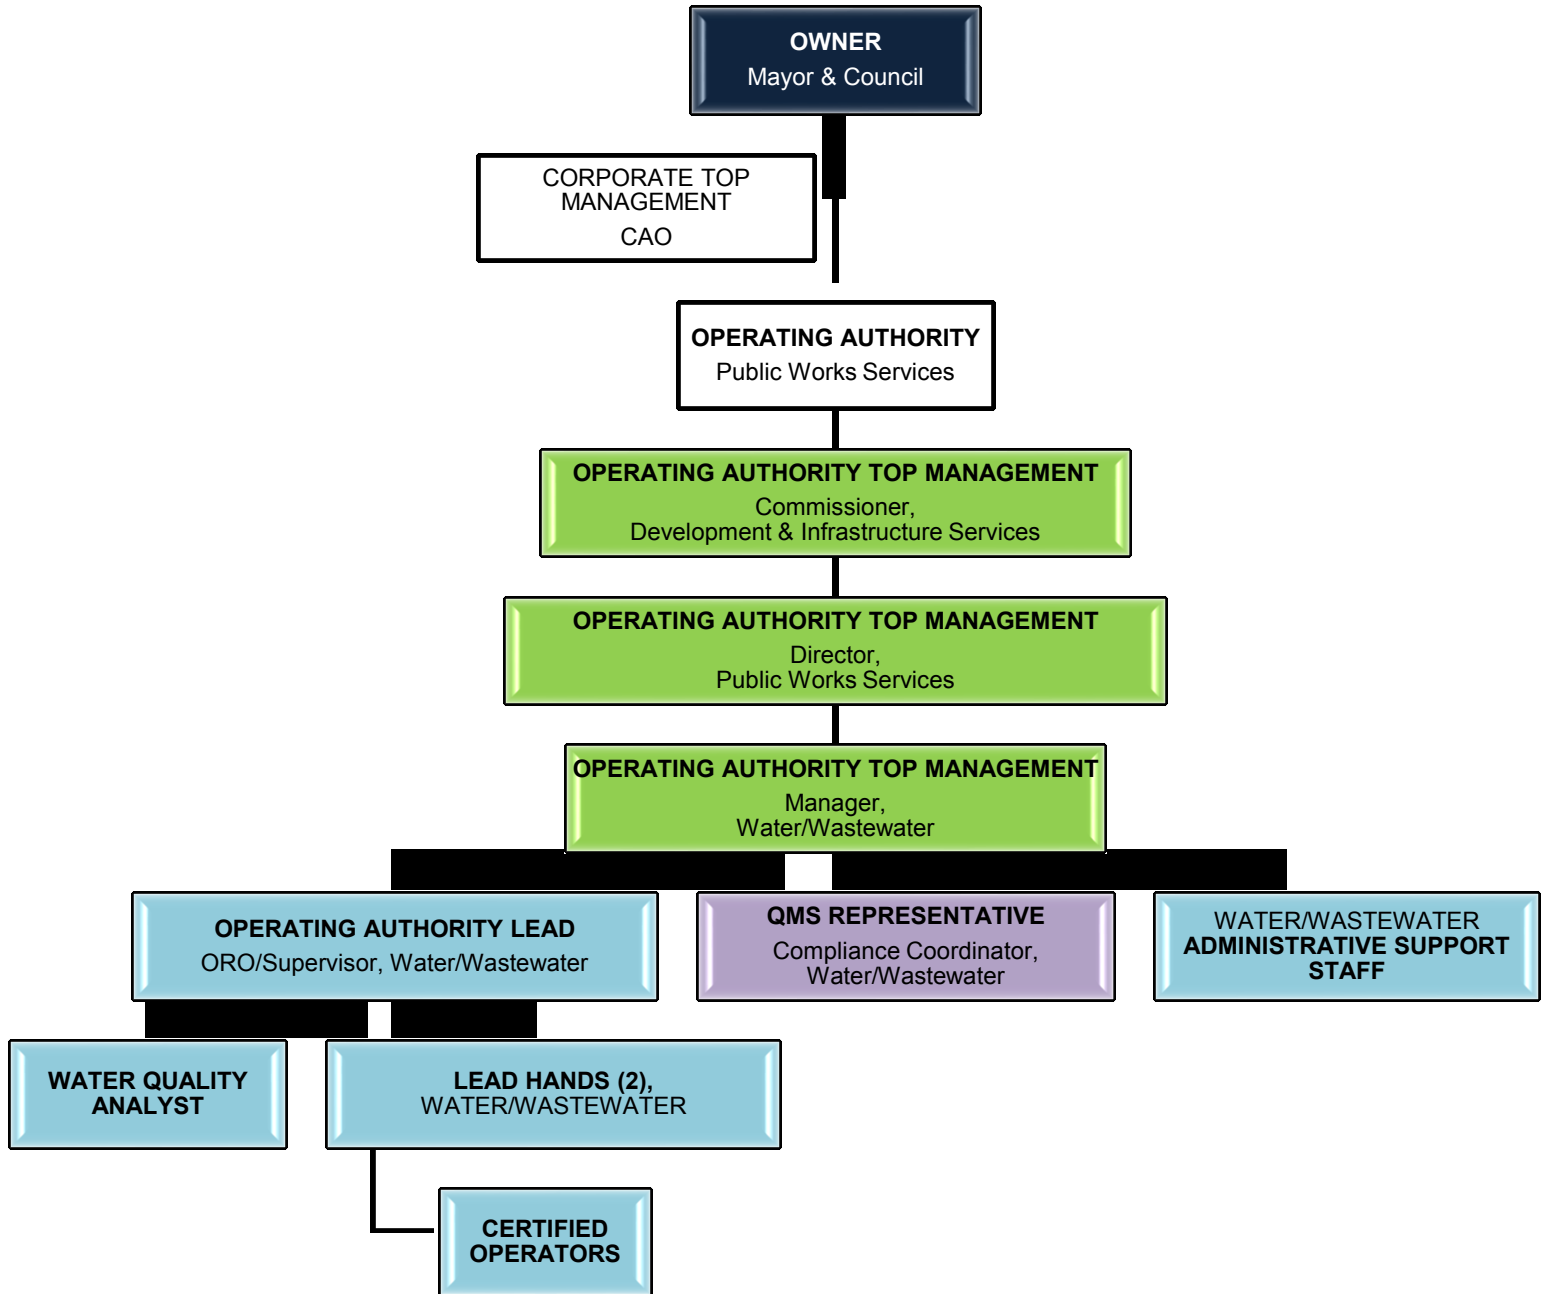 OWNER
Mayor & Council
CORPORATE TOP
MANAGEMENT
CAO
OPERATING AUTHORITY
Public Works Services
OPERATING AUTHORITY TOP MANAGEMENT
Commissioner,
Development & Infrastructure Services
OPERATING AUTHORITY TOP MANAGEMENT
Director,
Public Works Services
OPERATING AUTHORITY TOP MANAGEMENT
Manager,
Water/Wastewater
OPERATING AUTHORITY LEAD
ORO/Supervisor, Water/Wastewater
QMS REPRESENTATIVE
Compliance Coordinator,
Water/Wastewater
WATER/WASTEWATER
ADMINISTRATIVE SUPPORT
STAFF
WATER QUALITY
ANALYST
LEAD HANDS (2),
WATER/WASTEWATER
CERTIFIED
OPERATORS